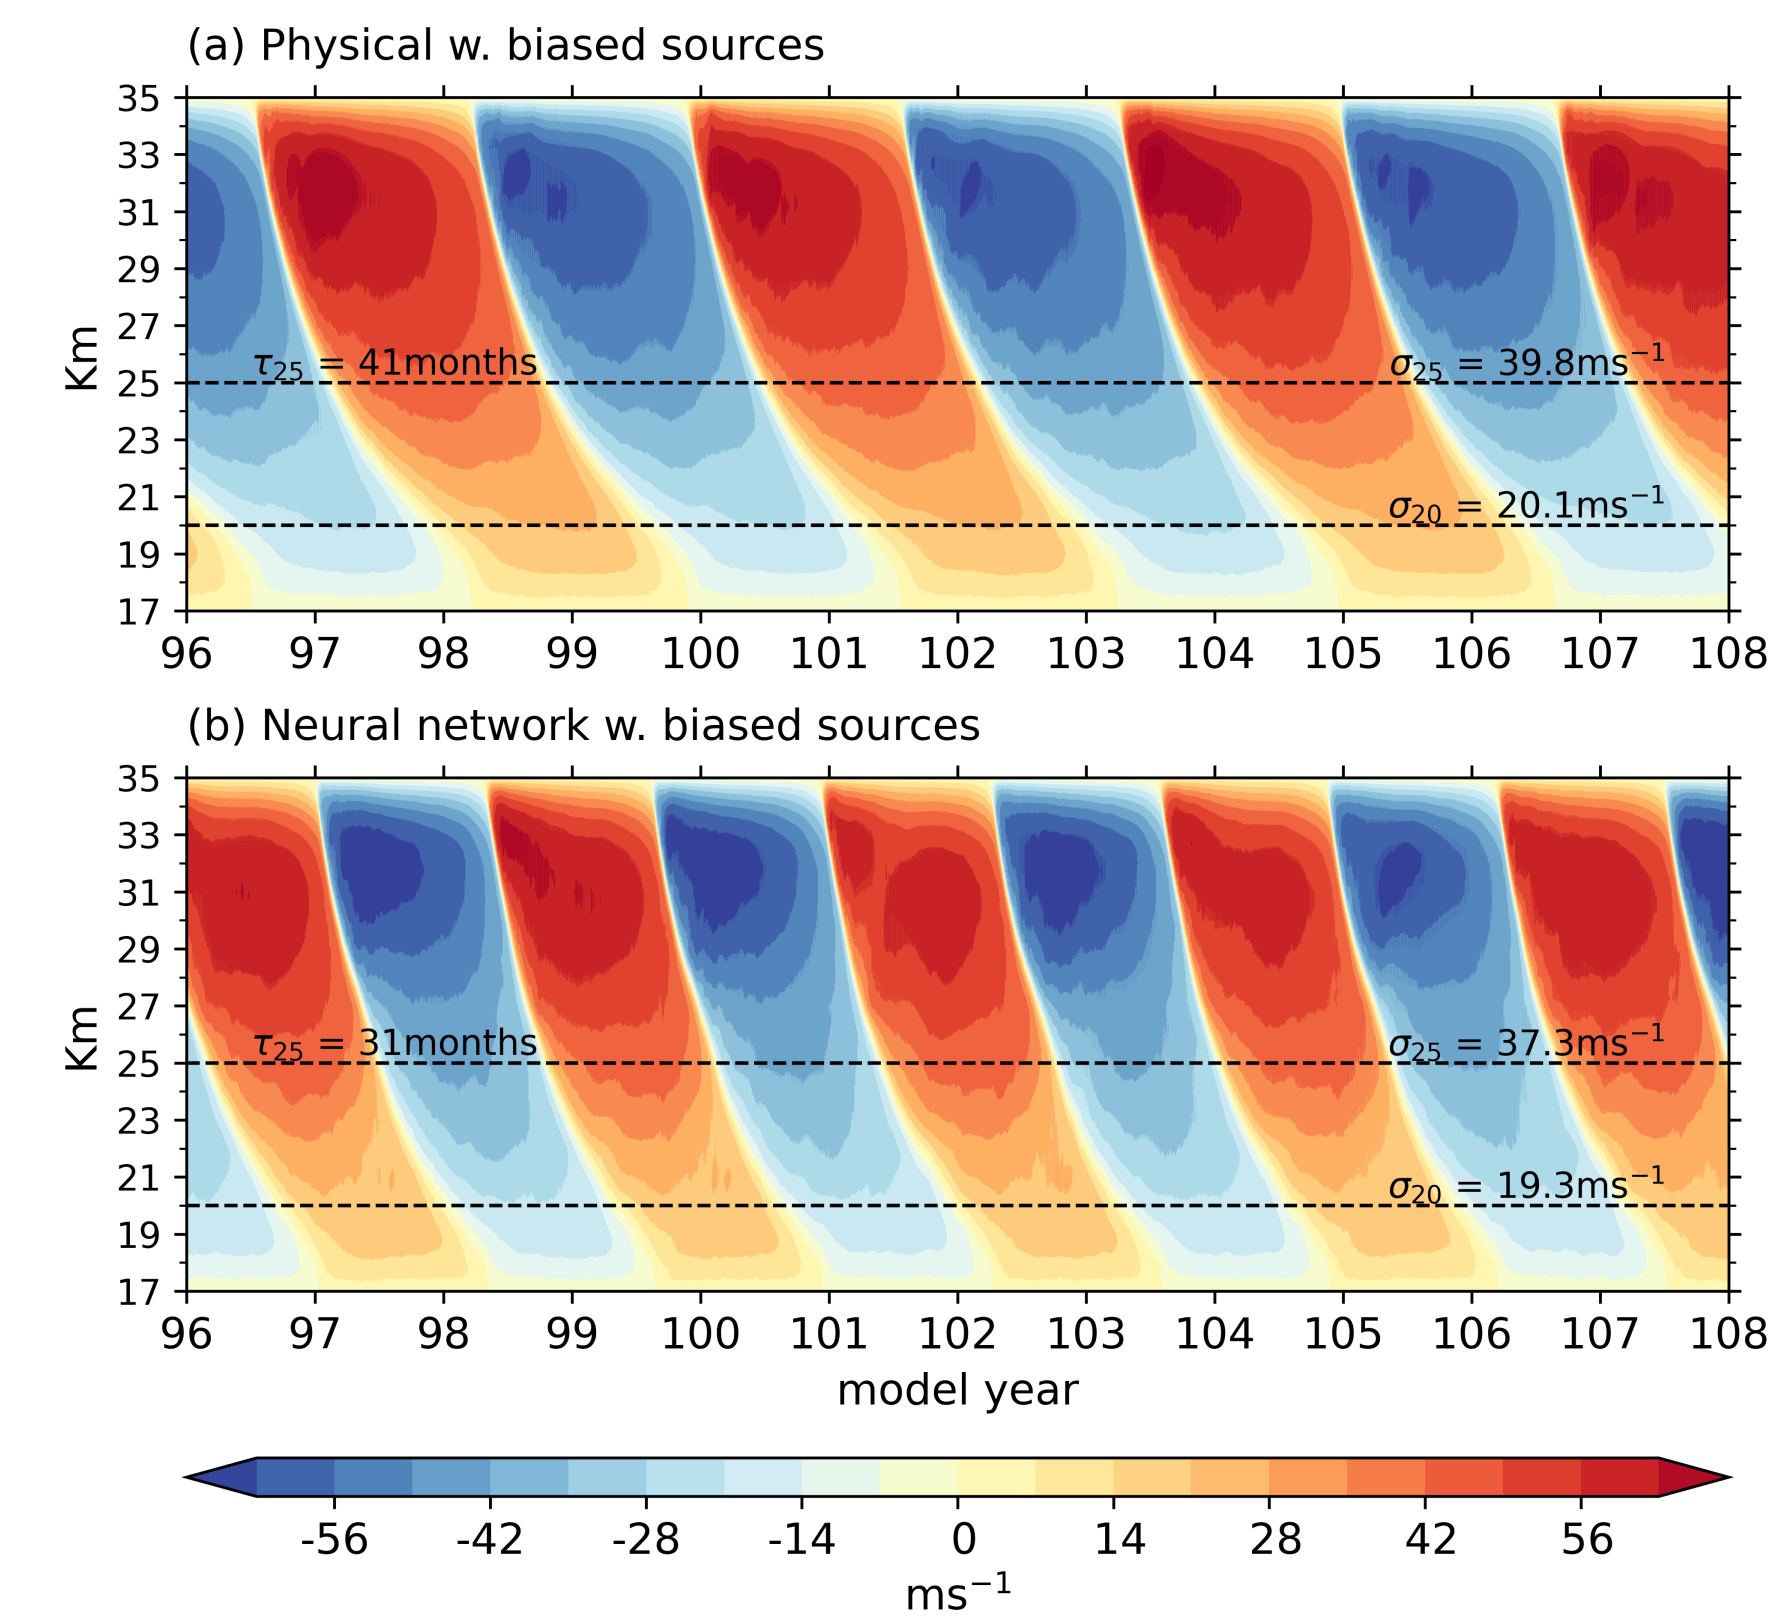 (a) Physical w. biased sources
35
33
31
29
27
25
23
21
19
17
Km
τ25 = 41months
σ25 = 39.8ms−1
σ20 = 20.1ms−1
96 97 98 99 100 101 102 103 104 105 106 107 108
(b) Neural network w. biased sources
35
33
31
29
27
25
23
21
19
17
Km
τ25 = 31months
σ25 = 37.3ms−1
σ20 = 19.3ms−1
96 97 98 99 100 101 102 103 104 105 106 107 108
model year
-56 -42 -28 -14 0 14 28 42 56
ms−1